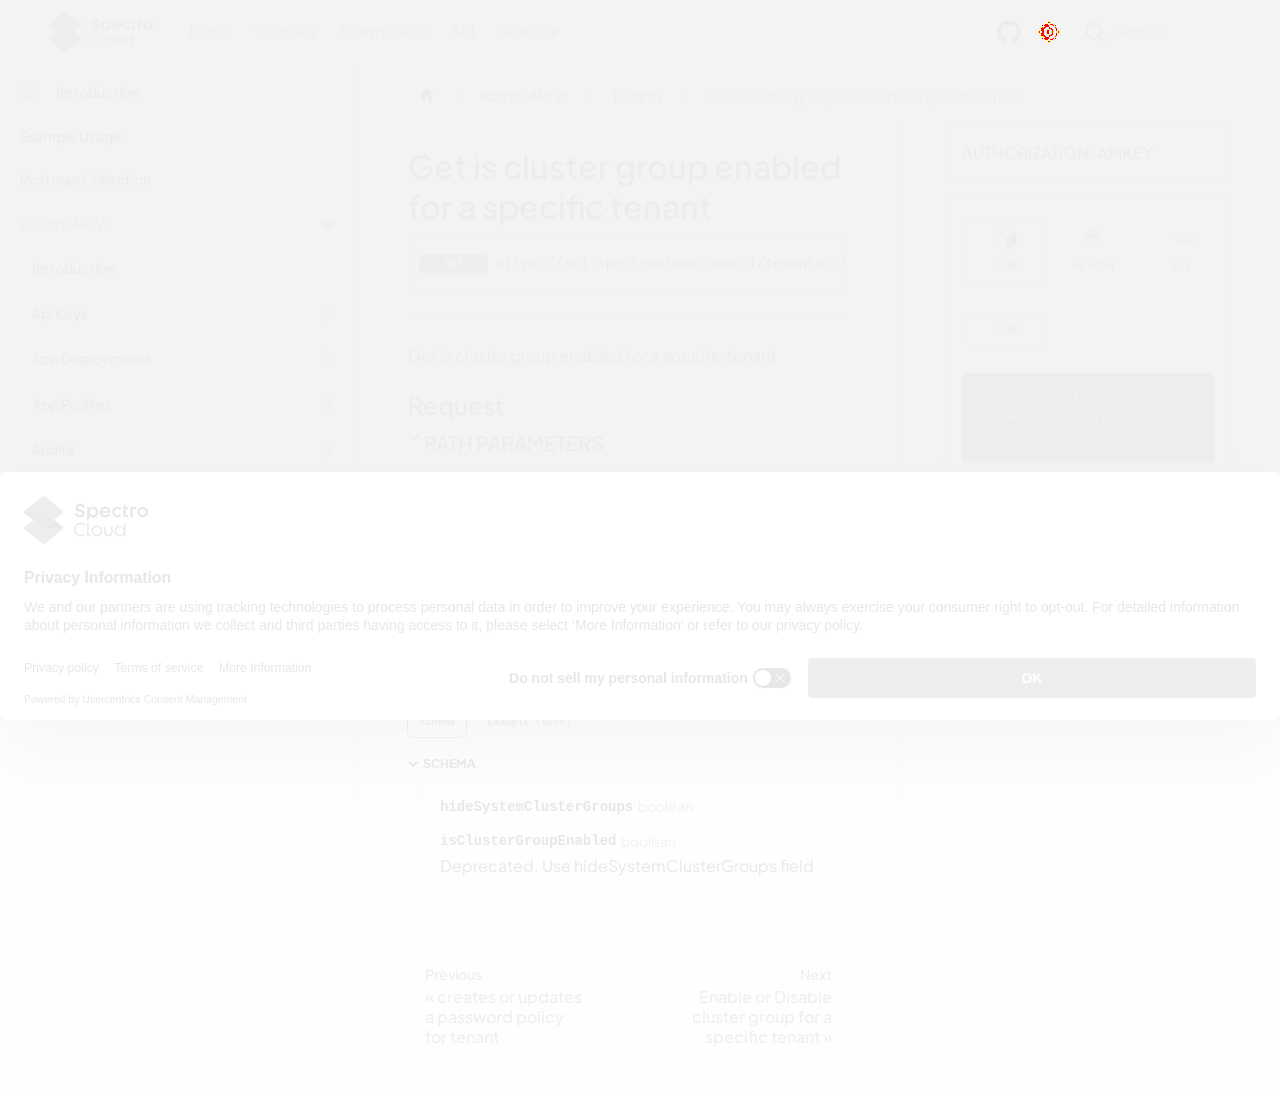 Spectro Cloud
Docs
Tutorials
Downloads
API
latest
Search
Introduction
Example Usage
Postman Collection
Palette API V1
Introduction
Api Keys
App Deployments
App Profiles
Audits
Palette API V1
Tenants
Get is cluster group enabled for a specific tenant
Get is cluster group enabled
for a specific tenant
GET
https://api.spectrocloud.com/v1/tenants/:t
Get is cluster group enabled for a specific tenant
Request
PATH PARAMETERS
AUTHORIZATION: APIKEY
CURL
PYTHON
GO
CURL
Spectro
Cloud
Privacy Information
We and our partners are using tracking technologies to process personal data in order to improve your experience. You may always exercise your consumer right to opt-out. For detailed information
about personal information we collect and third parties having access to it, please select ‘More Information’ or refer to our privacy policy.
Privacy policy
Terms of service
More Information
Do not sell my personal information
OK
Powered by Usercentrics Consent Management
Schema
Example (auto)
SCHEMA
hideSystemClusterGroups boolean
isClusterGroupEnabled boolean
Deprecated. Use hideSystemClusterGroups field
Previous
« creates or updates
a password policy
for tenant
Next
Enable or Disable
cluster group for a
specific tenant »